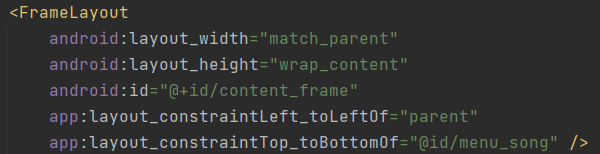 <FrameLayout
android:layout_width="match_parent"
android:layout_height="wrap_content"
android:id="@+id/content_frame"
app:layout_constraintLeft_toLeftOf="parent"
app:layout_constraintTop_toBottomOf="@id/menu_song" />